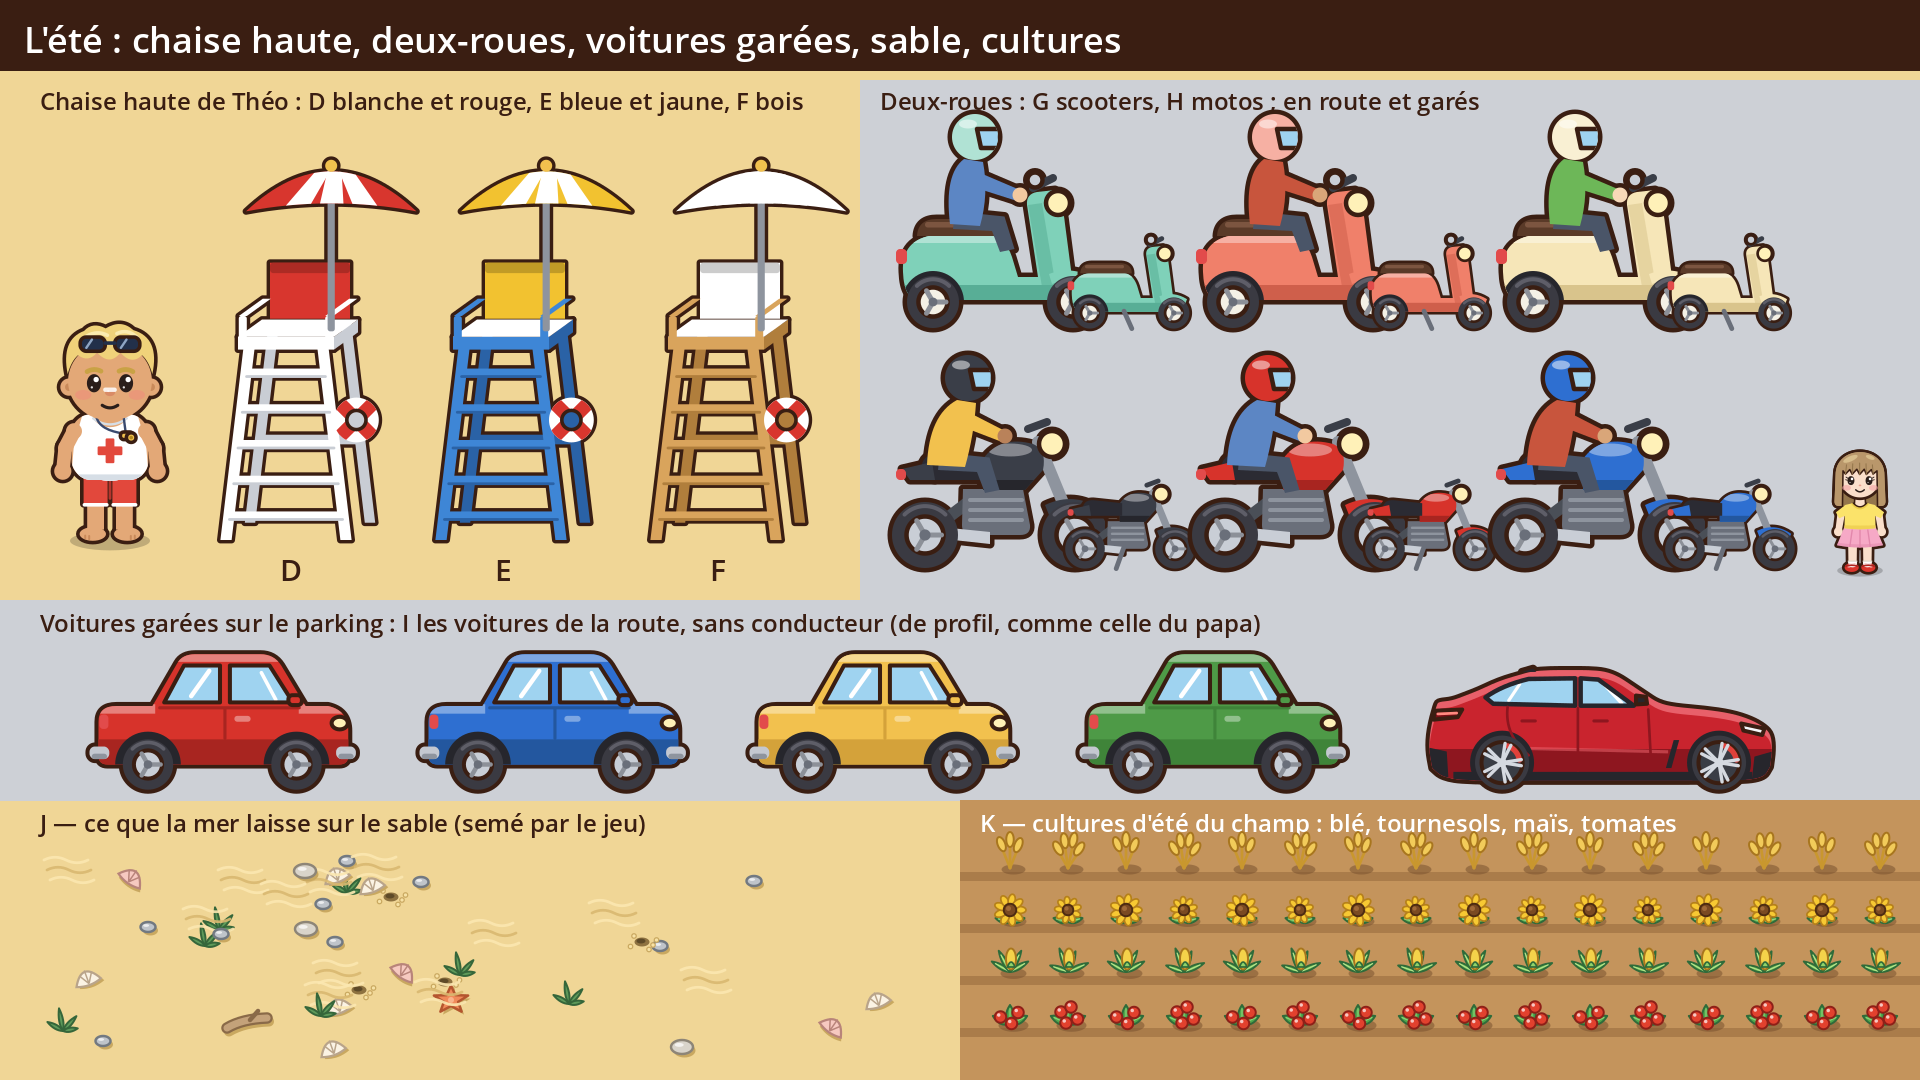 L'été : chaise haute, deux-roues, voitures garées, sable, cultures
Chaise haute de Théo : D blanche et rouge, E bleue et jaune, F bois
D
E
F
Deux-roues : G scooters, H motos ; en route et garés
Voitures garées sur le parking : I les voitures de la route, sans conducteur (de profil, comme celle du papa)
J — ce que la mer laisse sur le sable (semé par le jeu)
K — cultures d'été du champ : blé, tournesols, maïs, tomates